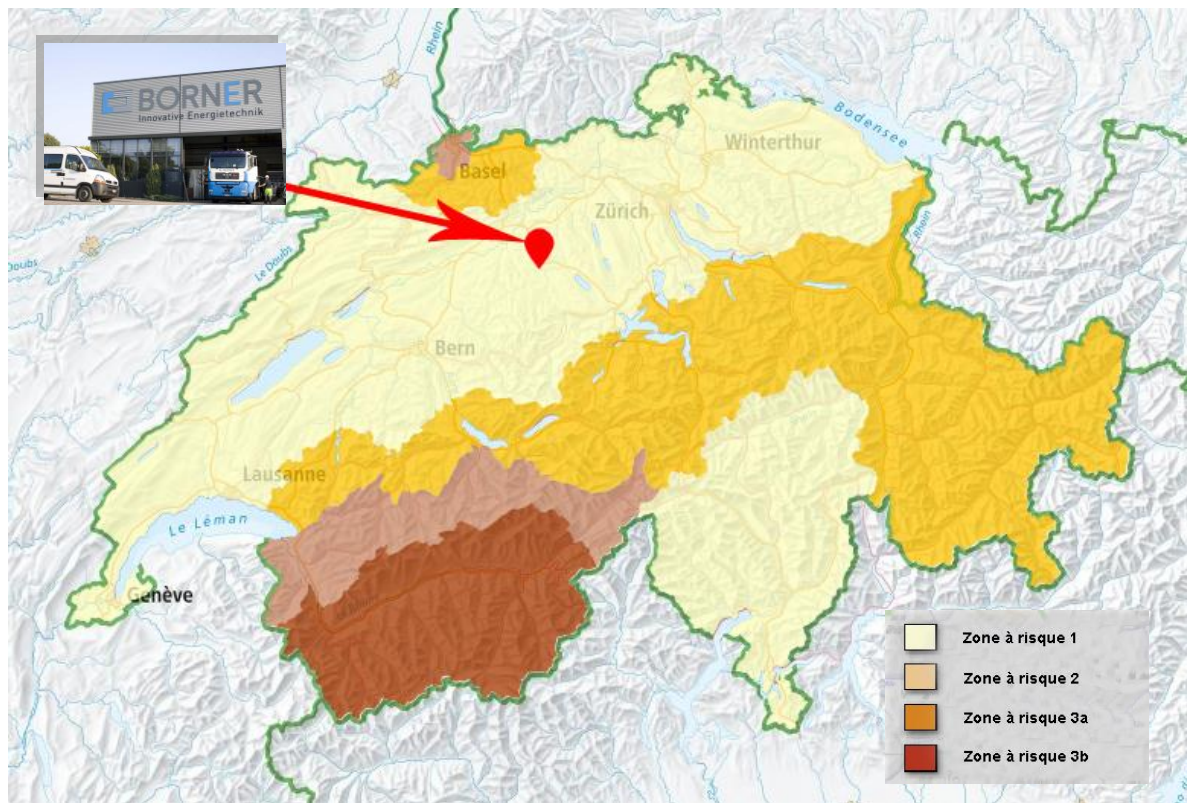 BORNER
Innovative Energietechnik
Rhein
Bodensee
Winterthur
Basel
Zürich
Rhein
Le Doubs
Doubs
Bern
Lausanne
Le Léman
Genève
Zone à risque 1
Zone à risque 2
Zone à risque 3a
Zone à risque 3b